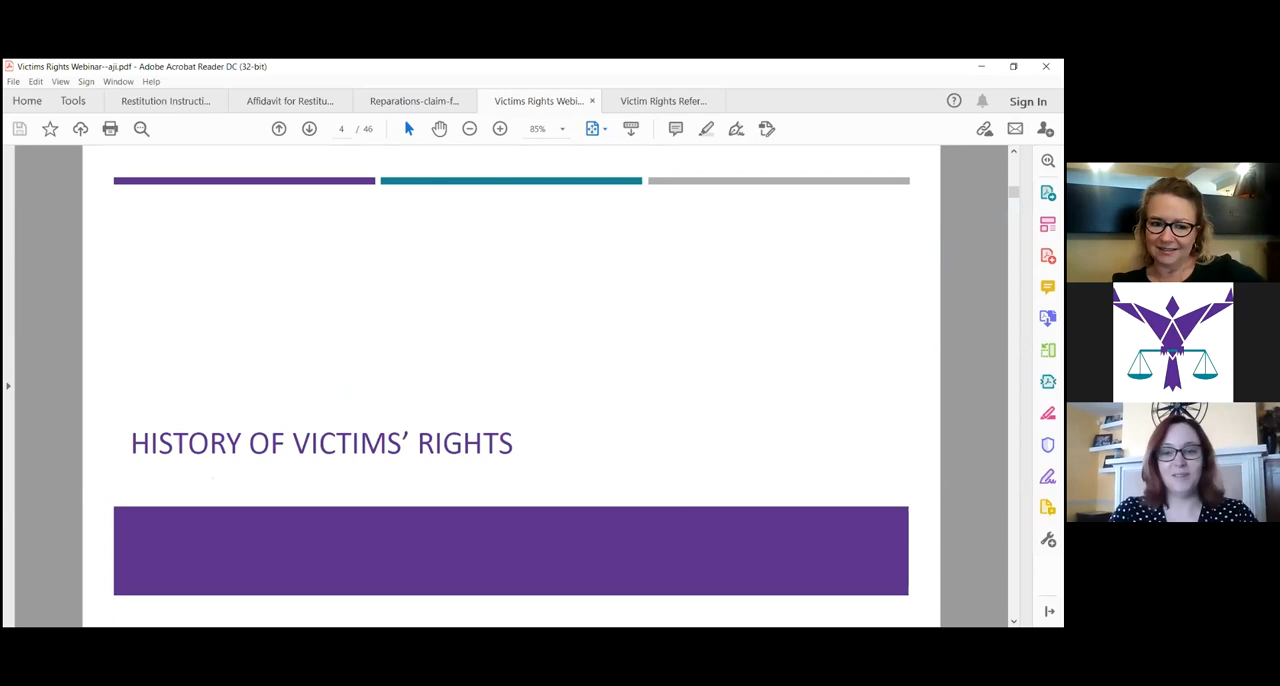 Victims Rights Webinar--aji.pdf - Adobe Acrobat Reader DC (32-bit)
File Edit View Sign Window Help
Home Tools Restitution Instructi... Affidavit for Restitu... Reparations-claim-f... Victims Rights Webi... × Victim Rights Refer... Sign In
4 / 46 85%
HISTORY OF VICTIMS’ RIGHTS